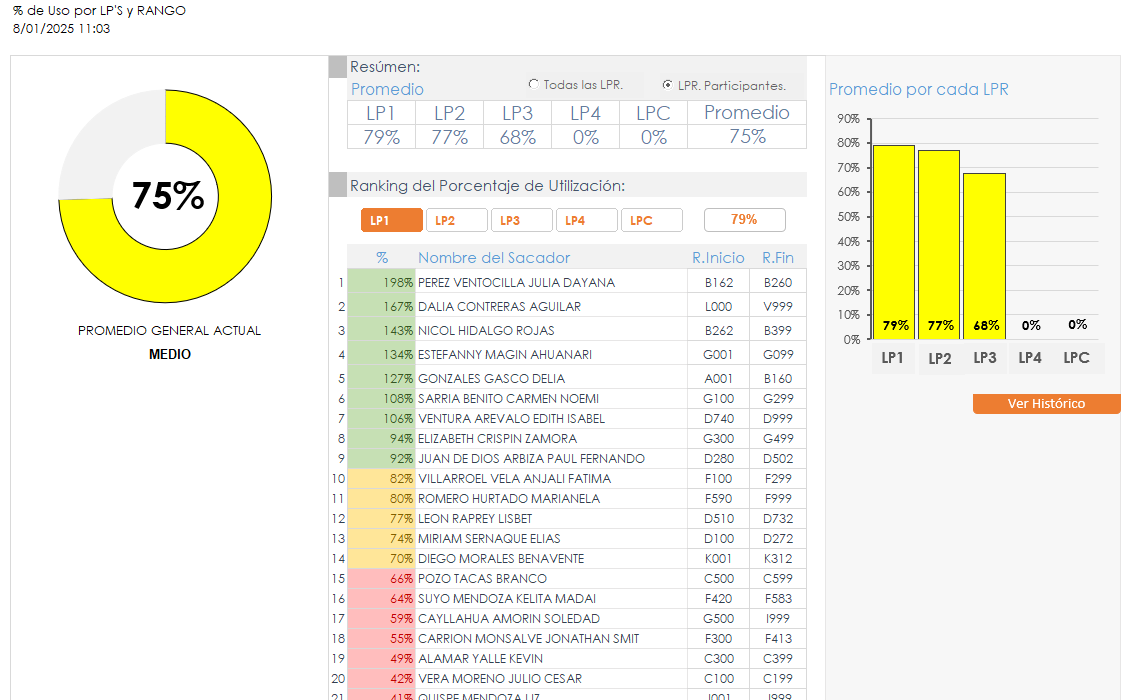 % de Uso por LP'S y RANGO
8/01/2025 11:03
75%
PROMEDIO GENERAL ACTUAL
MEDIO
Resúmen:
Promedio
Todas las LPR. LPR. Participantes.
LP1 LP2 LP3 LP4 LPC Promedio
79% 77% 68% 0% 0% 75%
Ranking del Porcentaje de Utilización:
LP1 LP2 LP3 LP4 LPC 79%
% Nombre del Sacador R.Inicio R.Fin
1 198% PEREZ VENTOCILLA JULIA DAYANA B162 B260
2 167% DALIA CONTRERAS AGUILAR L000 V999
3 143% NICOL HIDALGO ROJAS B262 B399
4 134% ESTEFANNY MAGIN AHUANARI G001 G099
5 127% GONZALES GASCO DELIA A001 B160
6 108% SARRIA BENITO CARMEN NOEMI G100 G299
7 106% VENTURA AREVALO EDITH ISABEL D740 D999
8 94% ELIZABETH CRISPIN ZAMORA G300 G499
9 92% JUAN DE DIOS ARBIZA PAUL FERNANDO D280 D502
10 82% VILLARROEL VELA ANJALI FATIMA F100 F299
11 80% ROMERO HURTADO MARIANELA F590 F999
12 77% LEON RAPREY LISBET D510 D732
13 74% MIRIAM SERNAQUE ELIAS D100 D272
14 70% DIEGO MORALES BENAVENTE K001 K312
15 66% POZO TACAS BRANCO C500 C599
16 64% SUYO MENDOZA KELITA MADAI F420 F583
17 59% CAYLLAHUA AMORIN SOLEDAD G500 I999
18 55% CARRION MONSALVE JONATHAN SMIT F300 F413
19 49% ALAMAR YALLE KEVIN C300 C399
20 42% VERA MORENO JULIO CESAR C100 C199
21 41% QUISPE MENDOZA LIZ J001 J999
Promedio por cada LPR
90%
80%
70%
60%
50%
40%
30%
20%
10%
0%
79% 77% 68% 0% 0%
LP1 LP2 LP3 LP4 LPC
Ver Histórico